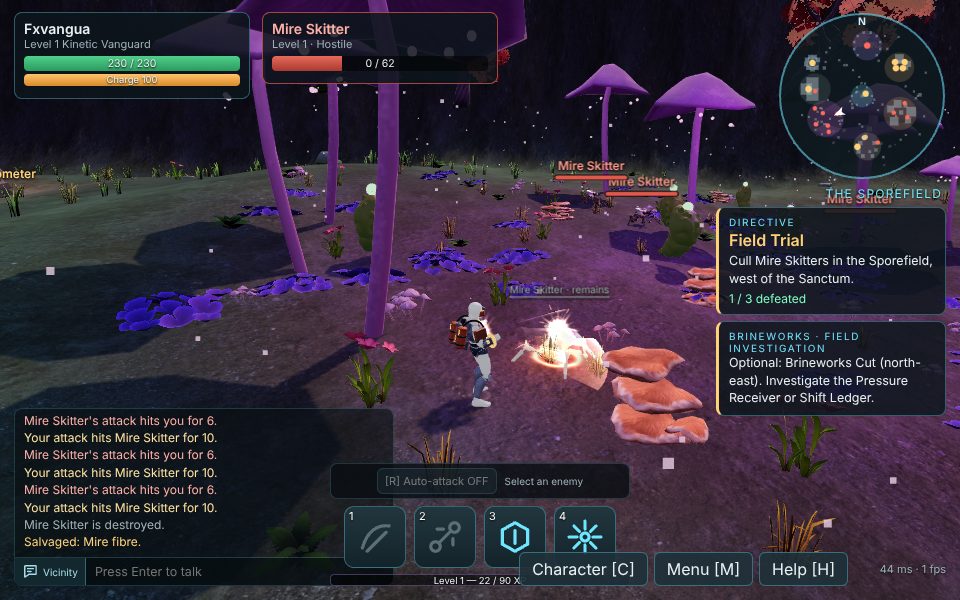 Fxvangua
Level 1 Kinetic Vanguard
230 / 230
Charge 100
Mire Skitter
Level 1 · Hostile
0 / 62
N
THE SPOREFIELD
ometer
Mire Skitter
Mire Skitter
Mire Skitter
Mire Skitter · remains
DIRECTIVE
Field Trial
Cull Mire Skitters in the Sporefield,
west of the Sanctum.
1 / 3 defeated
BRINEWORKS · FIELD
INVESTIGATION
Optional: Brineworks Cut (north-
east). Investigate the Pressure
Receiver or Shift Ledger.
Mire Skitter's attack hits you for 6.
Your attack hits Mire Skitter for 10.
Mire Skitter's attack hits you for 6.
Your attack hits Mire Skitter for 10.
Mire Skitter's attack hits you for 6.
Your attack hits Mire Skitter for 10.
Mire Skitter is destroyed.
Salvaged: Mire fibre.
Vicinity
Press Enter to talk
[R] Auto-attack OFF
Select an enemy
1
2
3
4
Level 1 — 22 / 90 X
Character [C]
Menu [M]
Help [H]
44 ms · 1 fps